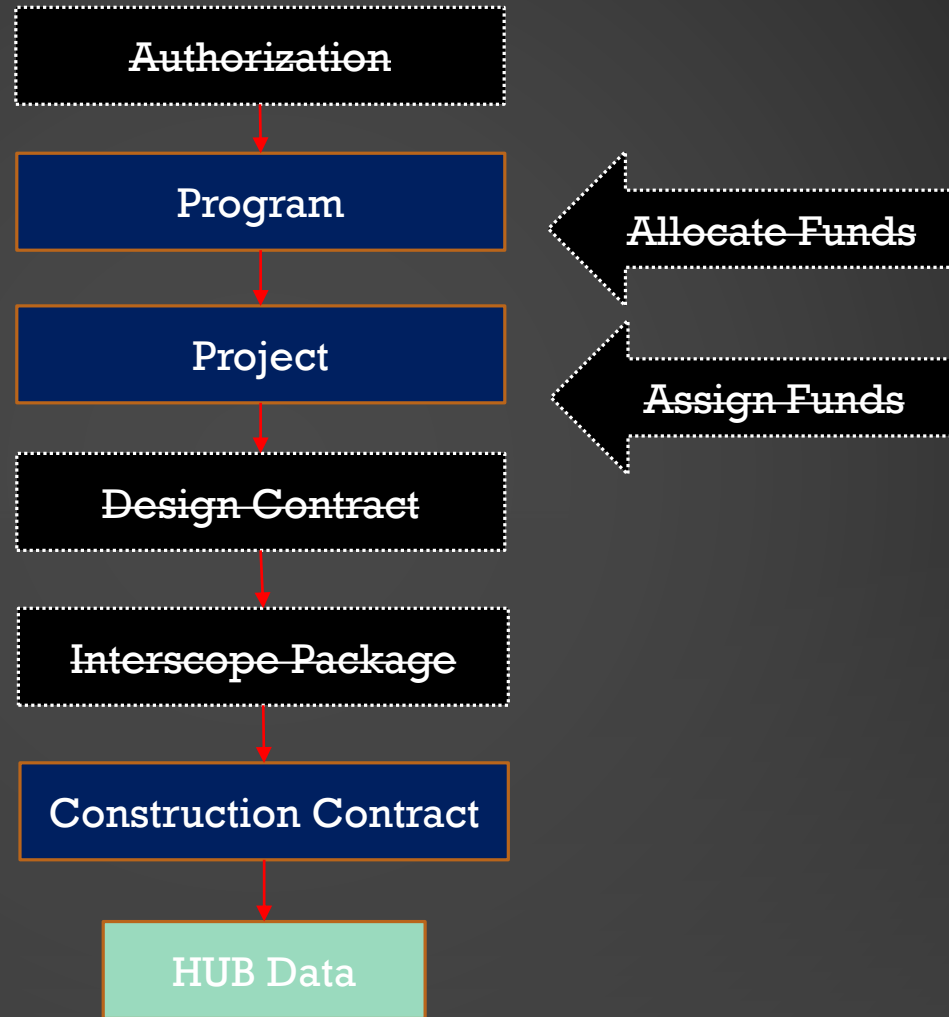 Authorization
Program
Allocate Funds
Project
Assign Funds
Design Contract
Interscope Package
Construction Contract
HUB Data